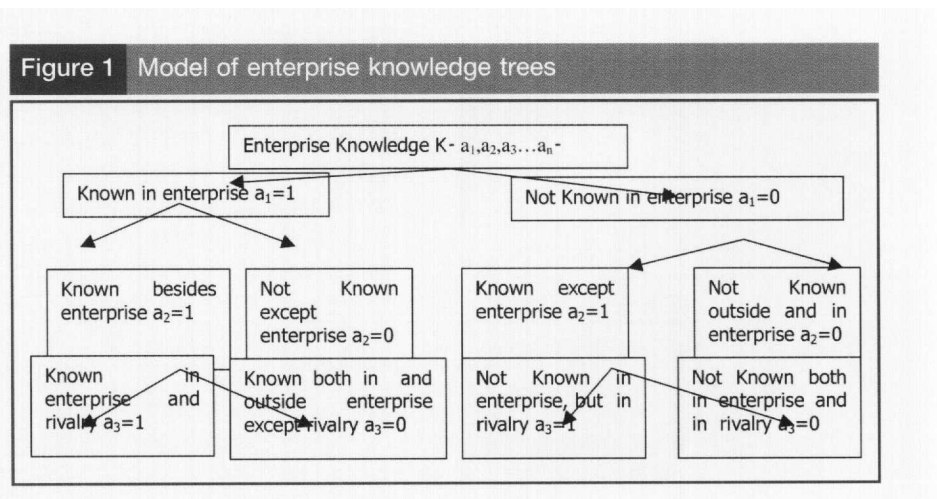 Figure 1 Model of enterprise knowledge trees
Enterprise Knowledge K- a₁,a₂,a₃…aₙ-
Known in enterprise a₁=1
Not Known in enterprise a₁=0
Known besides
enterprise a₂=1
Not Known
except
enterprise a₂=0
Known except
enterprise a₂=1
Not Known
outside and in
enterprise a₂=0
Known in
enterprise and
rivalry a₃=1
Known both in and
outside enterprise
except rivalry a₃=0
Not Known in
enterprise, but in
rivalry a₃=1
Not Known both
in enterprise and
in rivalry a₃=0